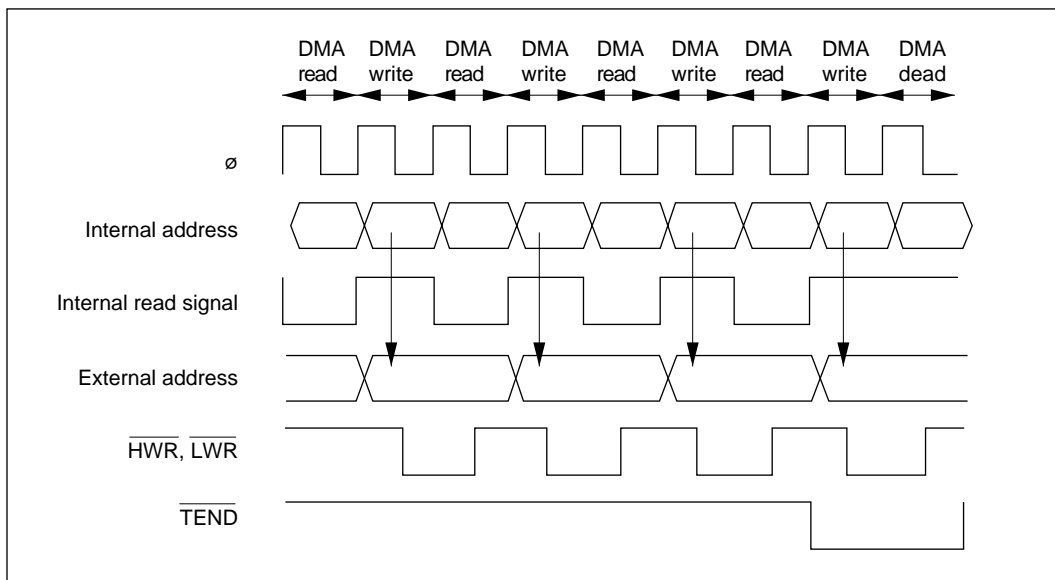 DMA DMA DMA DMA DMA DMA DMA DMA DMA
read write read write read write read write dead
ø
Internal address
Internal read signal
External address
HWR, LWR
TEND